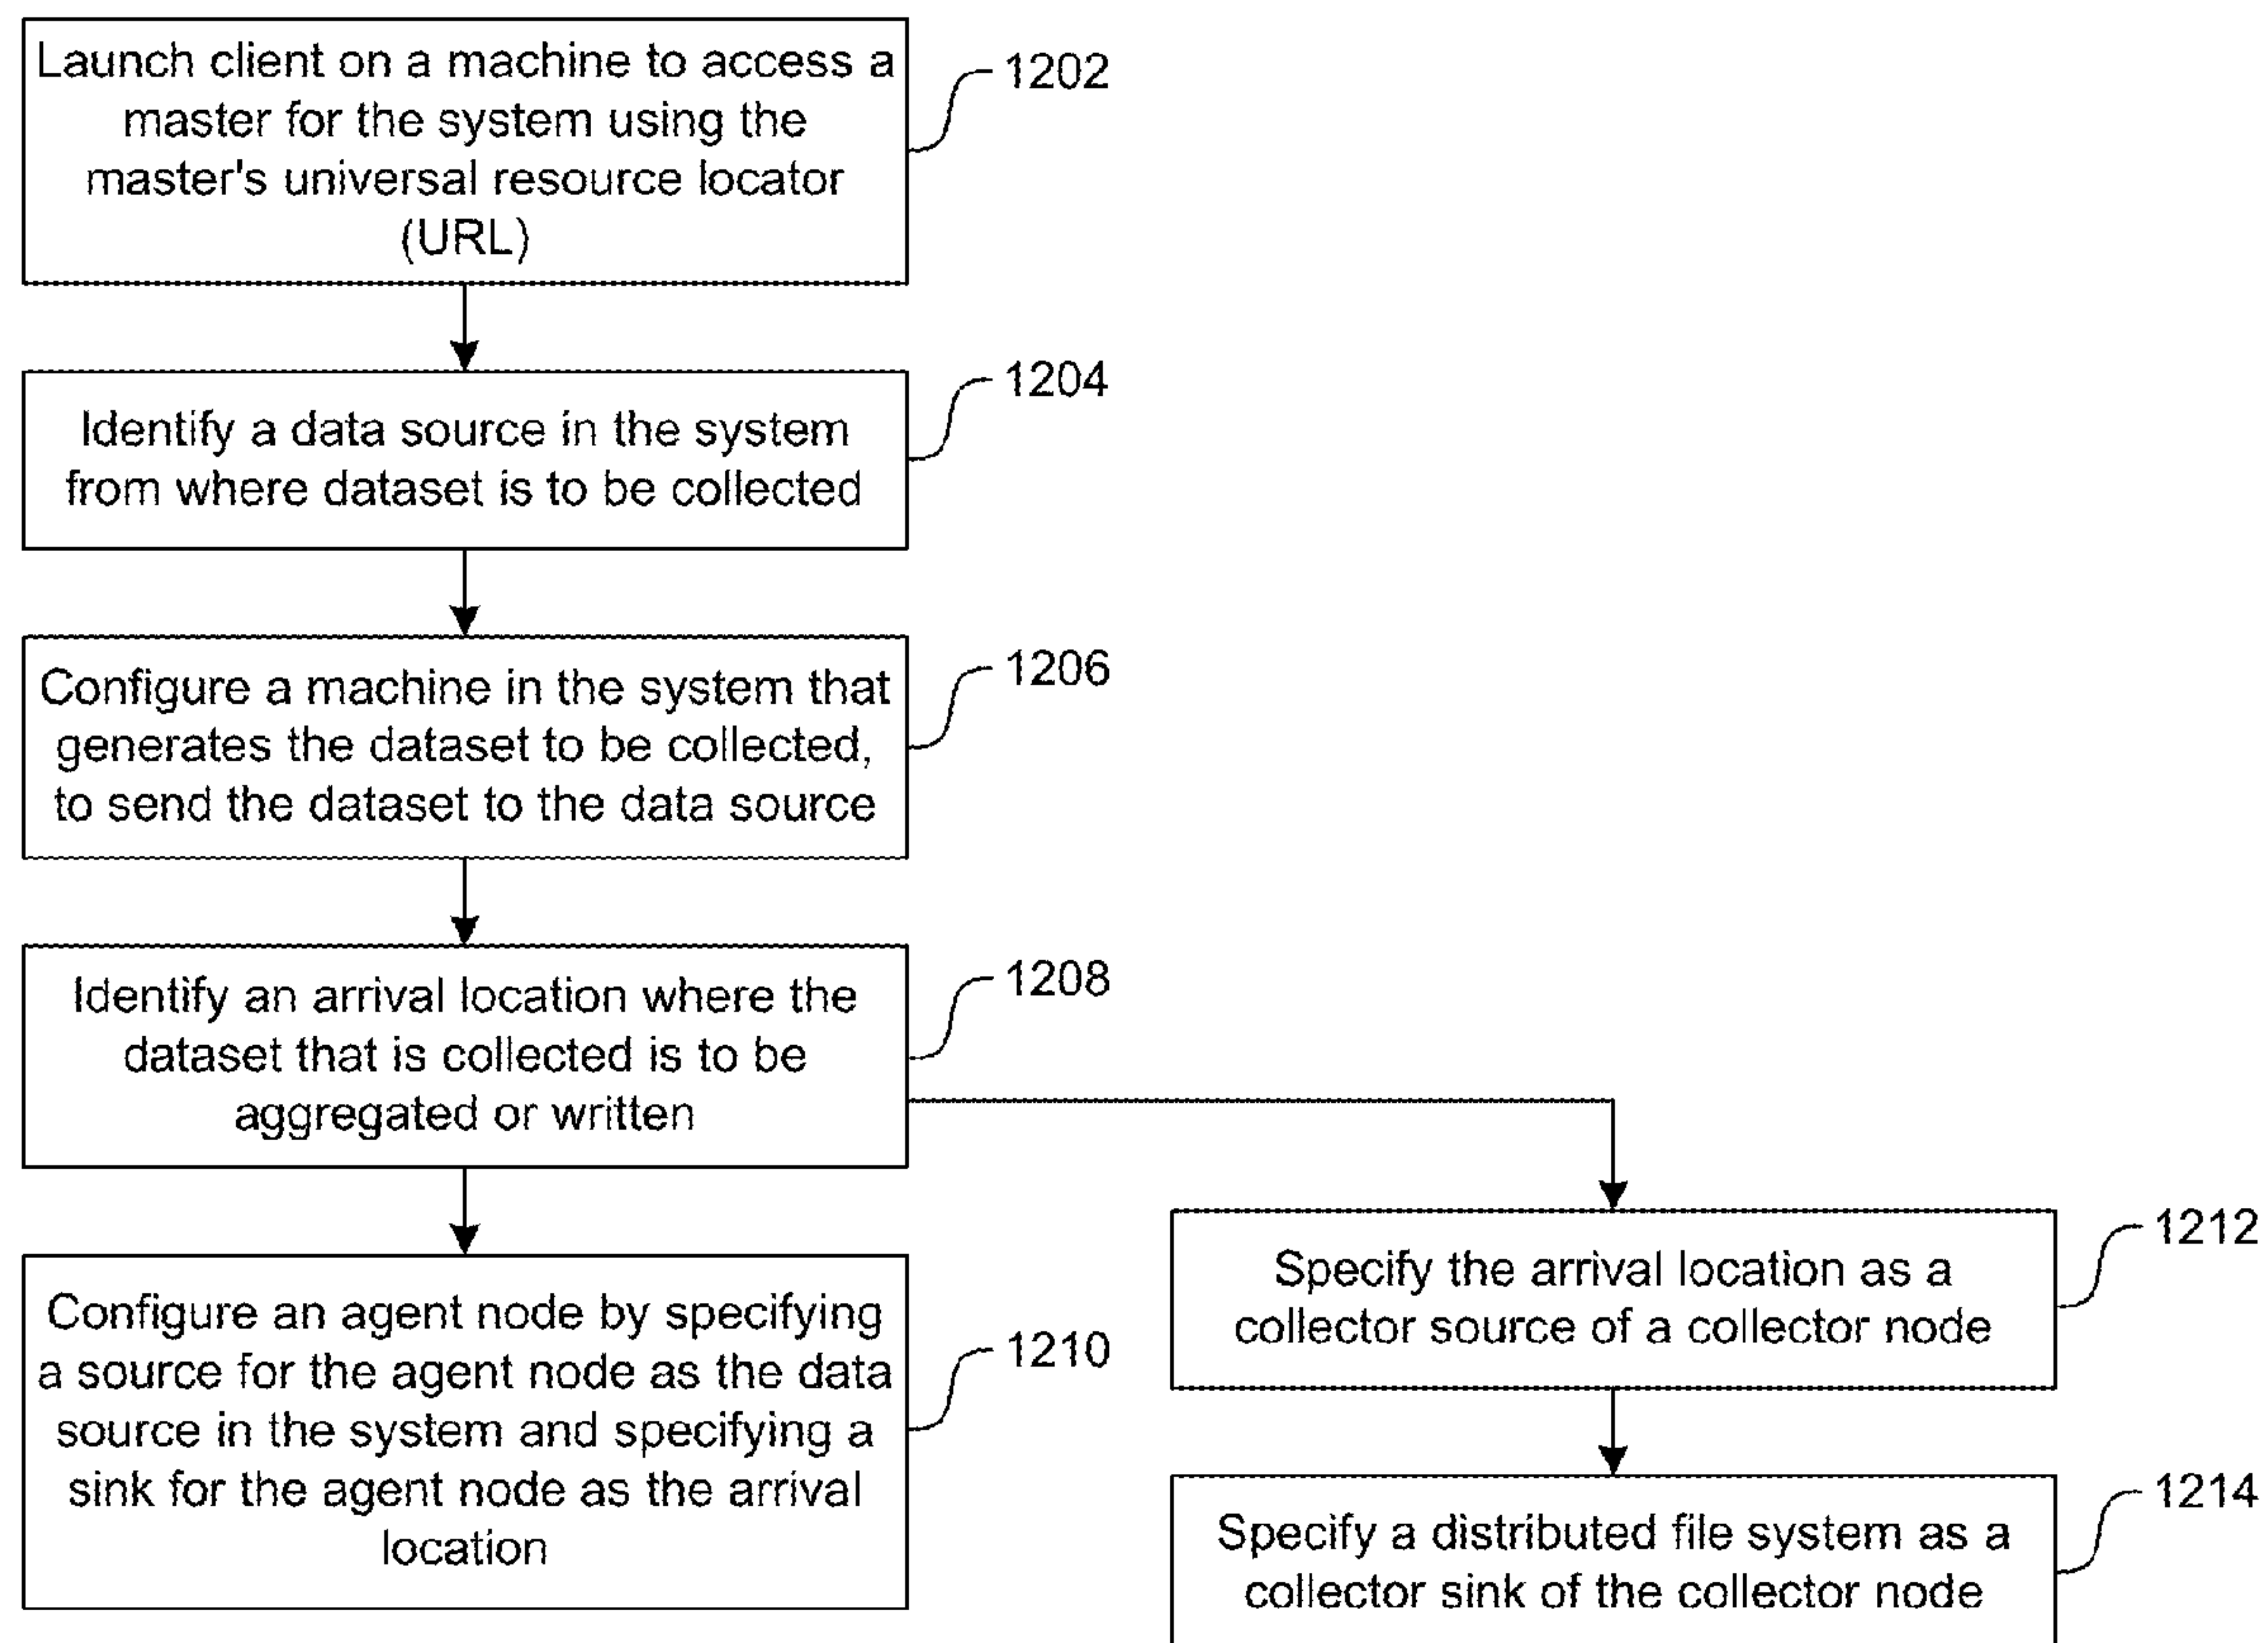 Launch client on a machine to access a
master for the system using the
master's universal resource locator
(URL)
1202
Identify a data source in the system
from where dataset is to be collected
1204
Configure a machine in the system that
generates the dataset to be collected,
to send the dataset to the data source
1206
Identify an arrival location where the
dataset that is collected is to be
aggregated or written
1208
Configure an agent node by specifying
a source for the agent node as the data
source in the system and specifying a
sink for the agent node as the arrival
location
1210
Specify the arrival location as a
collector source of a collector node
1212
Specify a distributed file system as a
collector sink of the collector node
1214